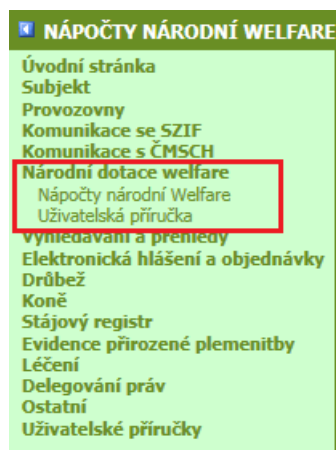 NÁPOČTY NÁRODNÍ WELFARE
Úvodní stránka
Subjekt
Provozovny
Komunikace se SZIF
Komunikace s ČMSCH
Národní dotace welfare
Nápočty národní Welfare
Uživatelská příručka
Vyhledávání a přehledy
Elektronická hlášení a objednávky
Drůbež
Koně
Stájový registr
Evidence přirozené plemenitby
Léčení
Delegování práv
Ostatní
Uživatelské příručky